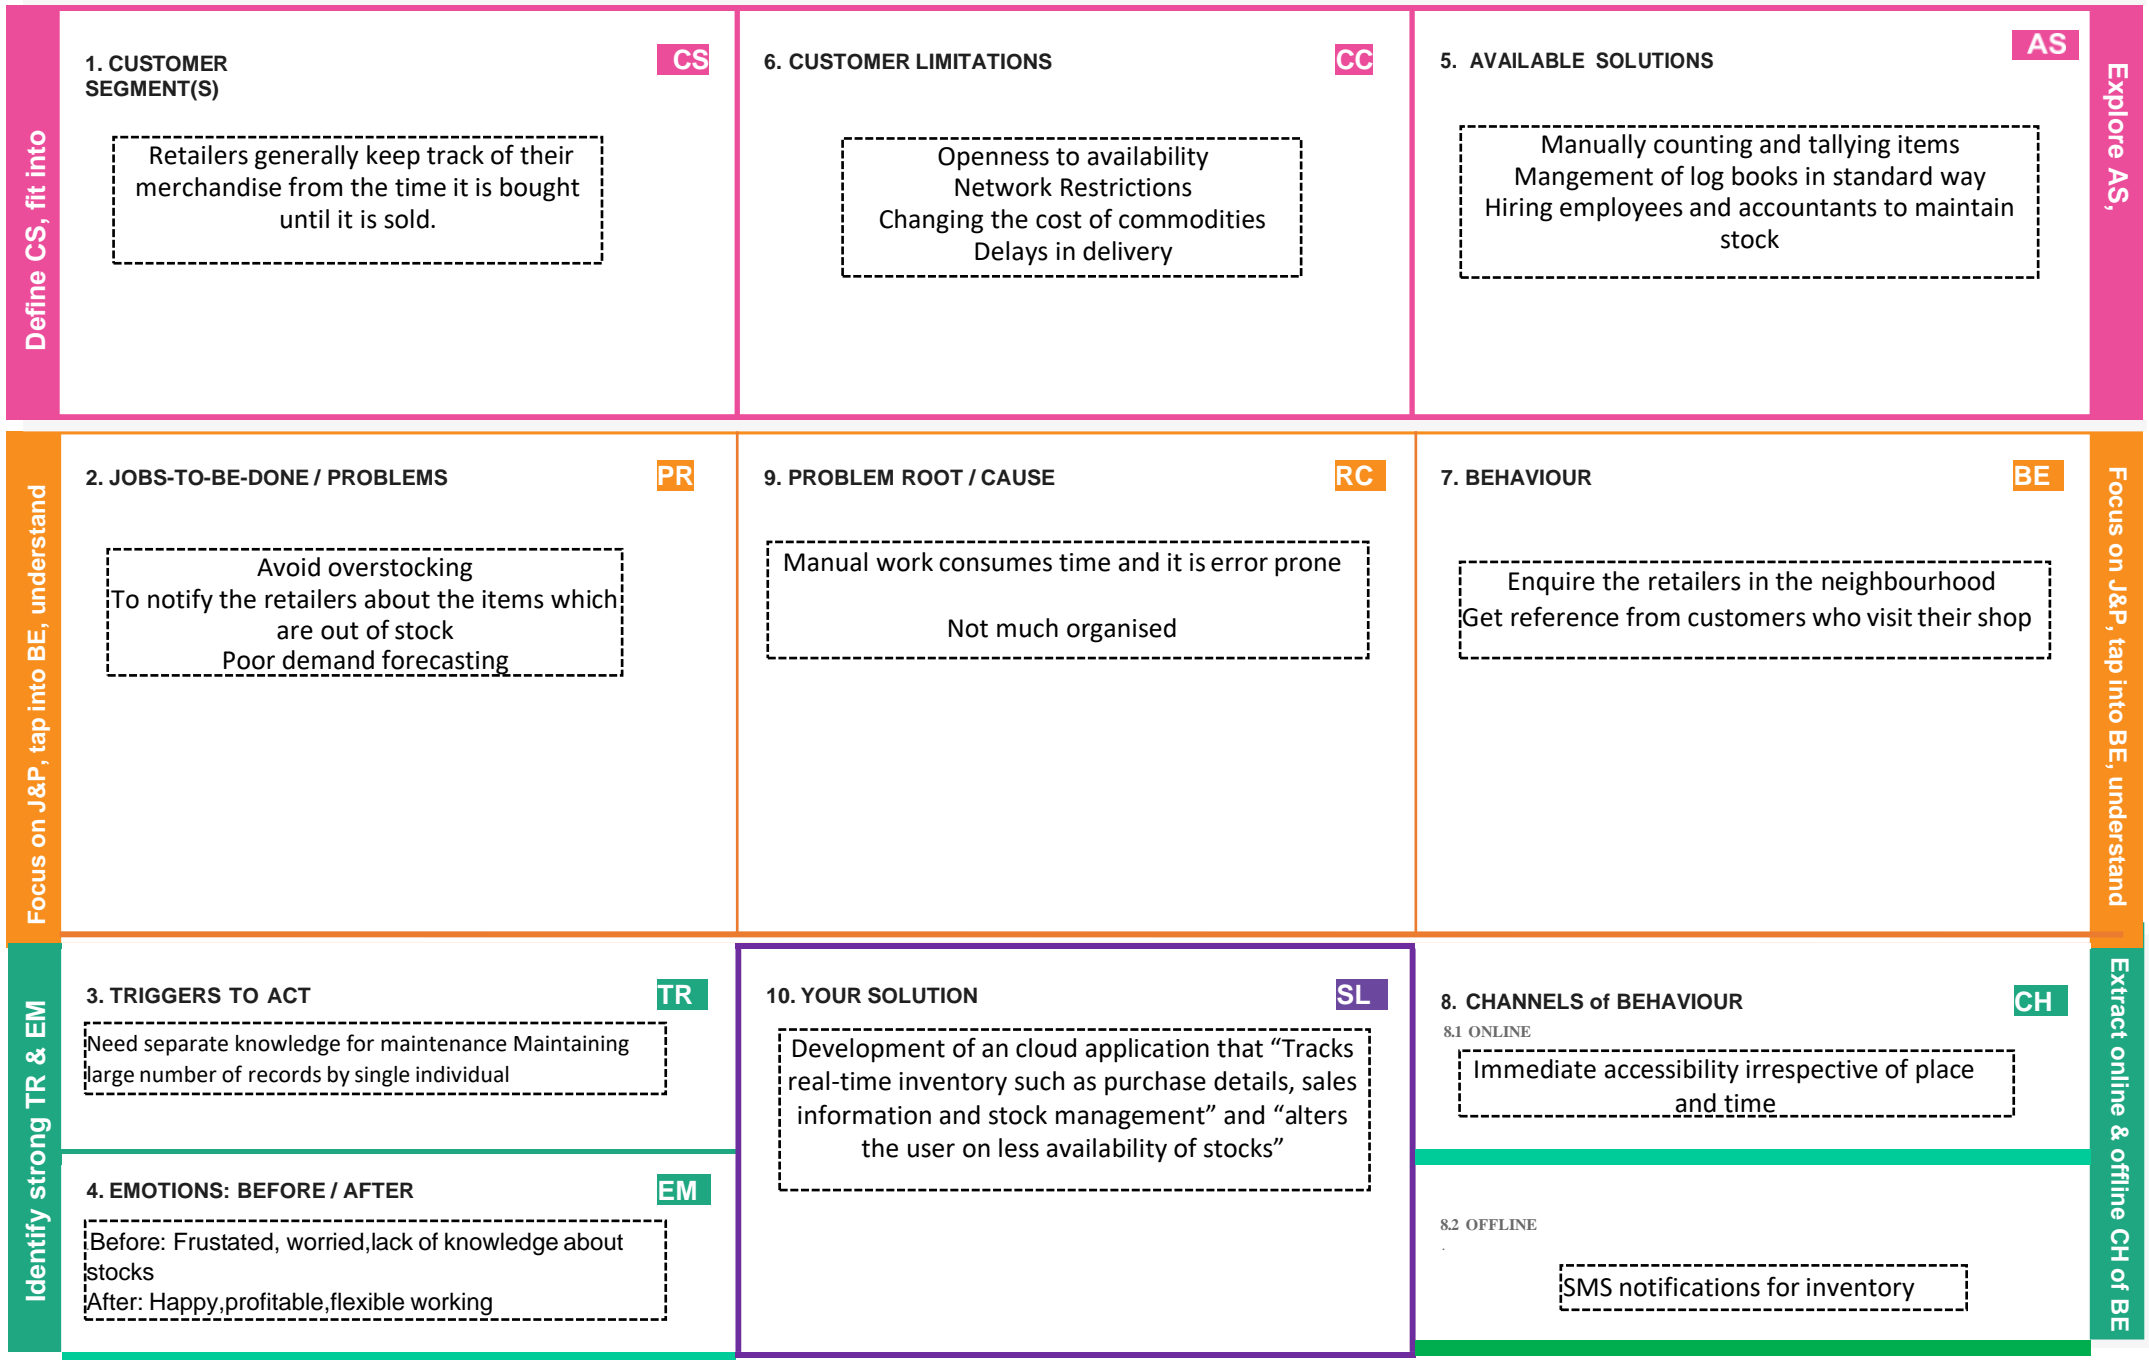 Define CS, fit into
1. CUSTOMER
SEGMENT(S)
CS
Retailers generally keep track of their
merchandise from the time it is bought
until it is sold.
6. CUSTOMER LIMITATIONS
CC
Openness to availability
Network Restrictions
Changing the cost of commodities
Delays in delivery
5. AVAILABLE SOLUTIONS
AS
Manually counting and tallying items
Mangement of log books in standard way
Hiring employees and accountants to maintain
stock
Explore AS,
Focus on J&P, tap into BE, understand
2. JOBS-TO-BE-DONE / PROBLEMS
PR
Avoid overstocking
To notify the retailers about the items which
are out of stock
Poor demand forecasting
9. PROBLEM ROOT / CAUSE
RC
Manual work consumes time and it is error prone
Not much organised
7. BEHAVIOUR
BE
Enquire the retailers in the neighbourhood
Get reference from customers who visit their shop
Focus on J&P, tap into BE, understand
Identify strong TR & EM
3. TRIGGERS TO ACT
TR
Need separate knowledge for maintenance Maintaining
large number of records by single individual
4. EMOTIONS: BEFORE / AFTER
EM
Before: Frustated, worried,lack of knowledge about
stocks
After: Happy,profitable,flexible working
10. YOUR SOLUTION
SL
Development of an cloud application that “Tracks
real-time inventory such as purchase details, sales
information and stock management” and “alters
the user on less availability of stocks”
8. CHANNELS of BEHAVIOUR
CH
8.1 ONLINE
Immediate accessibility irrespective of place
and time
8.2 OFFLINE
.
SMS notifications for inventory
Extract online & offline CH of BE